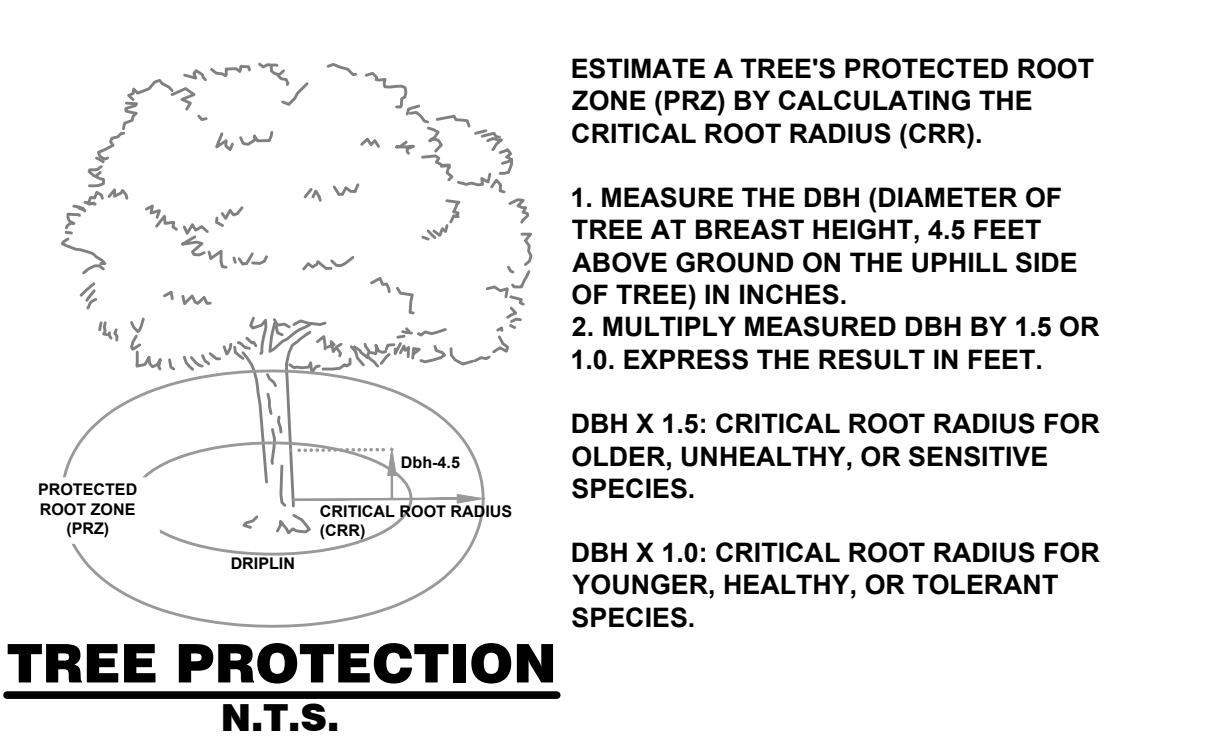 ESTIMATE A TREE'S PROTECTED ROOT
ZONE (PRZ) BY CALCULATING THE
CRITICAL ROOT RADIUS (CRR).
1. MEASURE THE DBH (DIAMETER OF
TREE AT BREAST HEIGHT, 4.5 FEET
ABOVE GROUND ON THE UPHILL SIDE
OF TREE) IN INCHES.
2. MULTIPLY MEASURED DBH BY 1.5 OR
1.0. EXPRESS THE RESULT IN FEET.
DBH X 1.5: CRITICAL ROOT RADIUS FOR
OLDER, UNHEALTHY, OR SENSITIVE
SPECIES.
DBH X 1.0: CRITICAL ROOT RADIUS FOR
YOUNGER, HEALTHY, OR TOLERANT
SPECIES.
Dbh-4.5
PROTECTED
ROOT ZONE
(PRZ)
CRITICAL ROOT RADIUS
(CRR)
DRIPLIN
TREE PROTECTION
N.T.S.